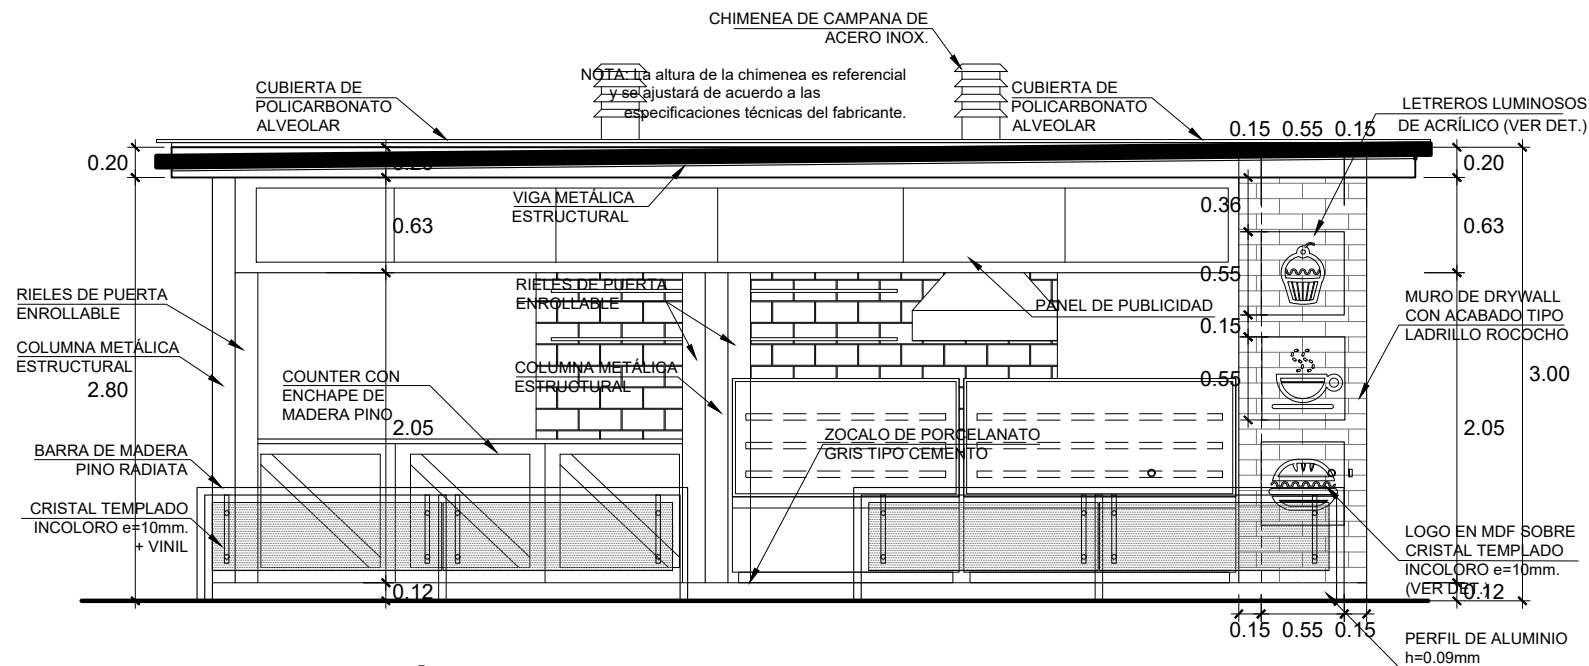 CHIMENEA DE CAMPANA DE
ACERO INOX.
NOTA: La altura de la chimenea es referencial
y se ajustará de acuerdo a las
especificaciones técnicas del fabricante.
CUBIERTA DE
POLICARBONATO
ALVEOLAR
CUBIERTA DE
POLICARBONATO
ALVEOLAR
LETREROS LUMINOSOS
DE ACRÍLICO (VER DET.)
0.15 0.55 0.15
0.20
0.20
0.20
VIGA METÁLICA
ESTRUCTURAL
0.36
0.63
0.63
0.55
RIELES DE PUERTA
ENROLLABLE
RIELES DE PUERTA
ENROLLABLE
PANEL DE PUBLICIDAD
MURO DE DRYWALL
CON ACABADO TIPO
LADRILLO ROCOCHO
0.15
COLUMNA METÁLICA
ESTRUCTURAL
2.80
COUNTER CON
ENCHAPE DE
MADERA PINO
COLUMNA METÁLICA
ESTRUCTURAL
0.55
3.00
2.05
2.05
ZOCALO DE PORCELANATO
GRIS TIPO CEMENTO
BARRA DE MADERA
PINO RADIATA
CRISTAL TEMPLADO
INCOLORO e=10mm.
+ VINIL
LOGO EN MDF SOBRE
CRISTAL TEMPLADO
INCOLORO e=10mm.
(VER DET.)
0.12
0.12
0.15 0.55 0.15
PERFIL DE ALUMINIO
h=0.09mm